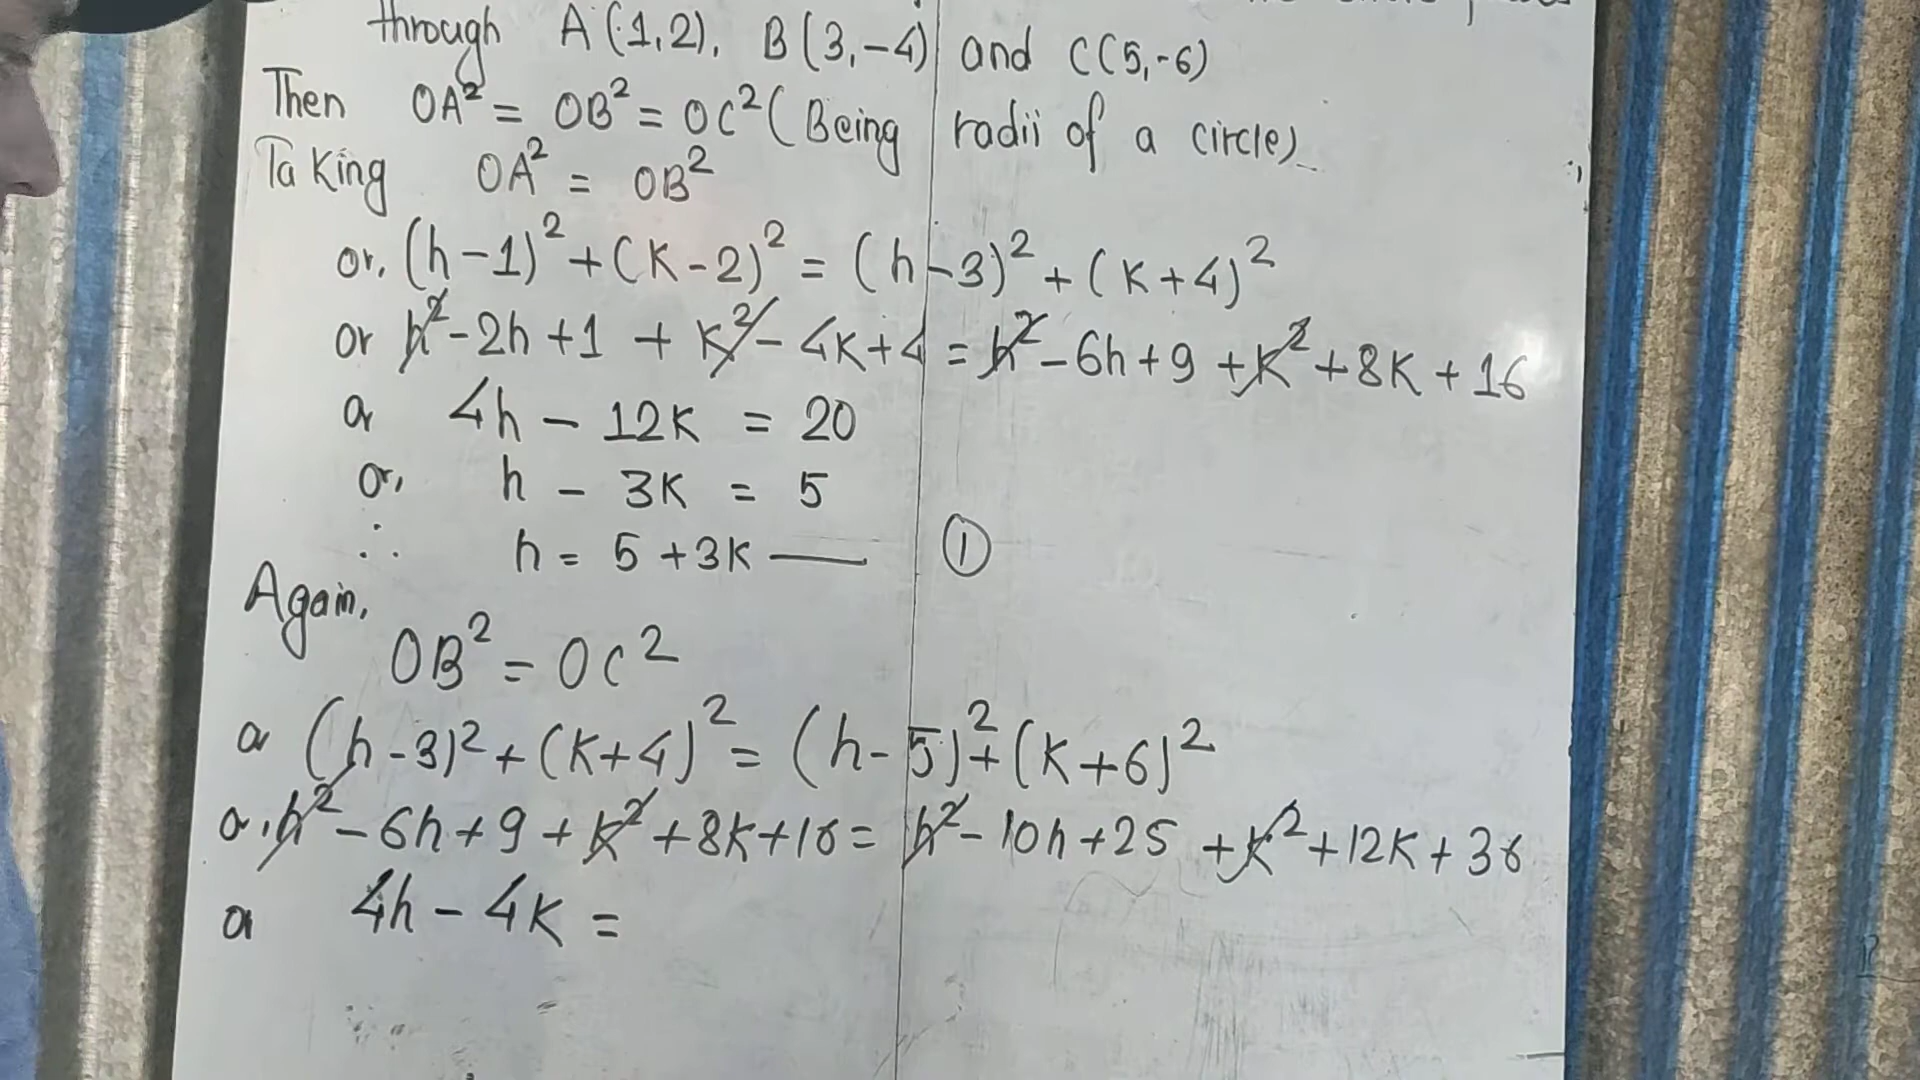 through A(1,2), B(3,-4) and C(5,-6)
Then OA² = OB² = OC² (Being radii of a circle)
Taking OA² = OB²
or, (h-1)² + (K-2)² = (h-3)² + (K+4)²
or h² - 2h + 1 + K² - 4K + 4 = h² - 6h + 9 + K² + 8K + 16
or 4h - 12K = 20
or, h - 3K = 5
∴ h = 5 + 3K —— ①
Again,
OB² = OC²
or (h-3)² + (K+4)² = (h-5)² + (K+6)²
or, h² - 6h + 9 + K² + 8K + 16 = h² - 10h + 25 + K² + 12K + 36
or 4h - 4K =